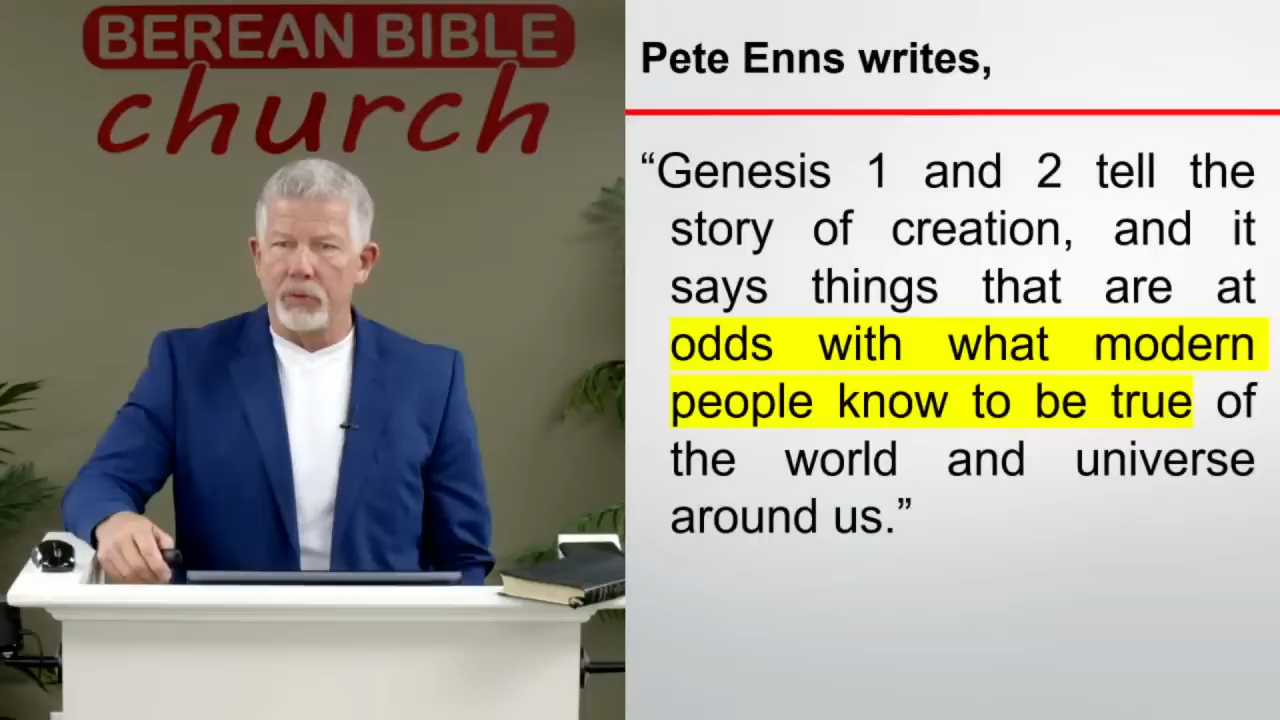 BEREAN BIBLE
church
Pete Enns writes,
“Genesis 1 and 2 tell the
story of creation, and it
says things that are at
odds with what modern
people know to be true of
the world and universe
around us.”